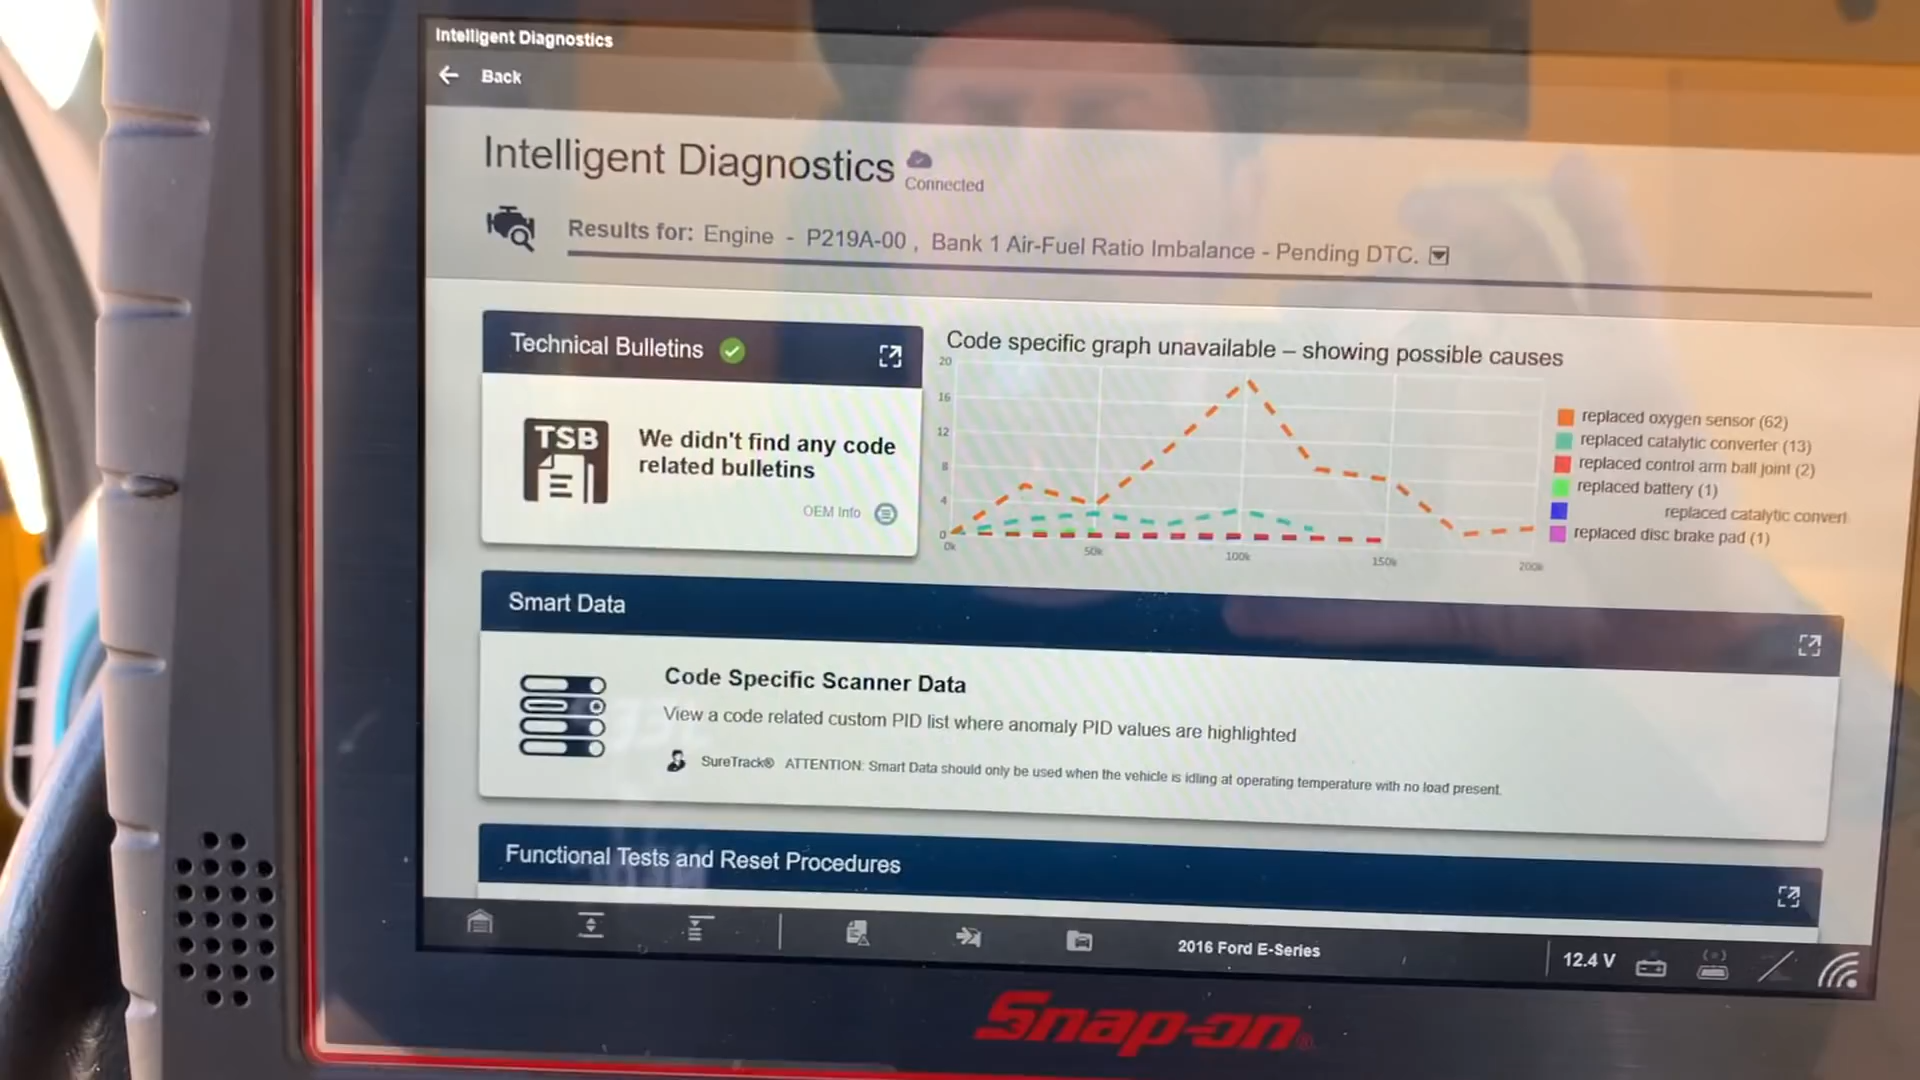 Intelligent Diagnostics
Back
Intelligent Diagnostics
Connected
Results for: Engine - P219A-00 , Bank 1 Air-Fuel Ratio Imbalance - Pending DTC.
Technical Bulletins
TSB
We didn't find any code
related bulletins
OEM Info
Code specific graph unavailable – showing possible causes
20
16
12
8
4
0
0k
50k
100k
150k
200k
replaced oxygen sensor (62)
replaced catalytic converter (13)
replaced control arm ball joint (2)
replaced battery (1)
replaced catalytic convert
replaced disc brake pad (1)
Smart Data
Code Specific Scanner Data
View a code related custom PID list where anomaly PID values are highlighted
SureTrack® ATTENTION: Smart Data should only be used when the vehicle is idling at operating temperature with no load present.
Functional Tests and Reset Procedures
2016 Ford E-Series
12.4 V
Snap-on®